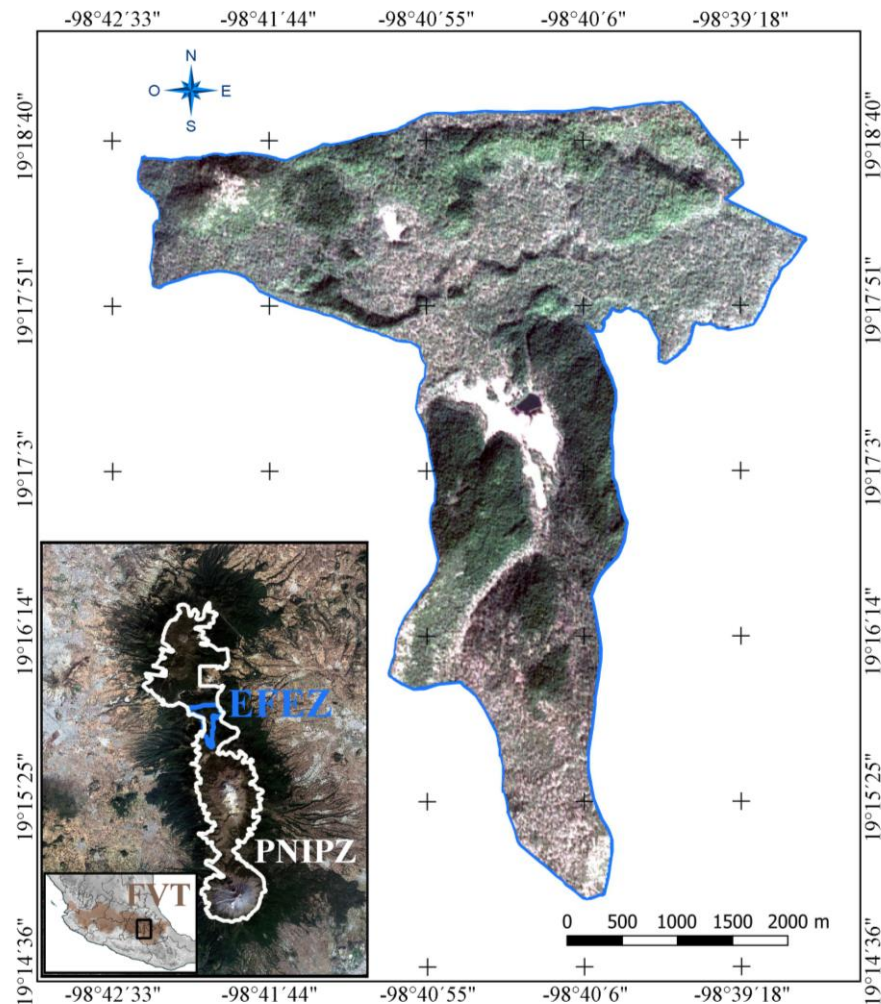 -98°42´33" -98°41´44" -98°40´55" -98°40´6" -98°39´18"
N
O E
S
19°18´40" 19°18´40"
19°17´51" 19°17´51"
19°17´3" 19°17´3"
19°16´14" 19°16´14"
19°15´25" 19°15´25"
19°14´36" 19°14´36"
EFEZ
PNIPZ
FVT
0 500 1000 1500 2000 m
-98°42´33" -98°41´44" -98°40´55" -98°40´6" -98°39´18"